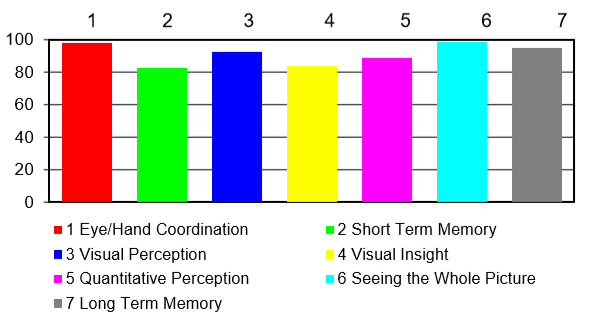 1 2 3 4 5 6 7
100
80
60
40
20
0
1 Eye/Hand Coordination 2 Short Term Memory
3 Visual Perception 4 Visual Insight
5 Quantitative Perception 6 Seeing the Whole Picture
7 Long Term Memory